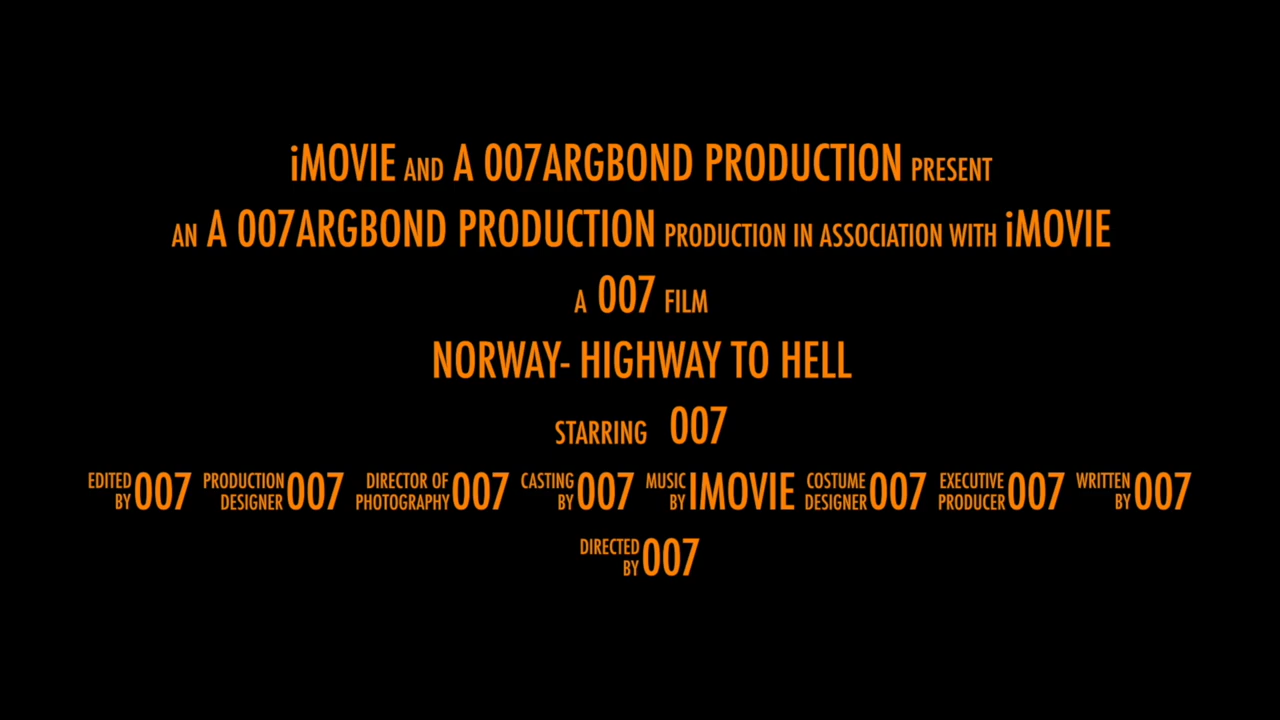 iMOVIE AND A 007ARGBOND PRODUCTION PRESENT
AN A 007ARGBOND PRODUCTION PRODUCTION IN ASSOCIATION WITH iMOVIE
A 007 FILM
NORWAY- HIGHWAY TO HELL
STARRING 007
EDITED BY 007 PRODUCTION DESIGNER 007 DIRECTOR OF PHOTOGRAPHY 007 CASTING BY 007 MUSIC BY IMOVIE COSTUME DESIGNER 007 EXECUTIVE PRODUCER 007 WRITTEN BY 007
DIRECTED BY 007